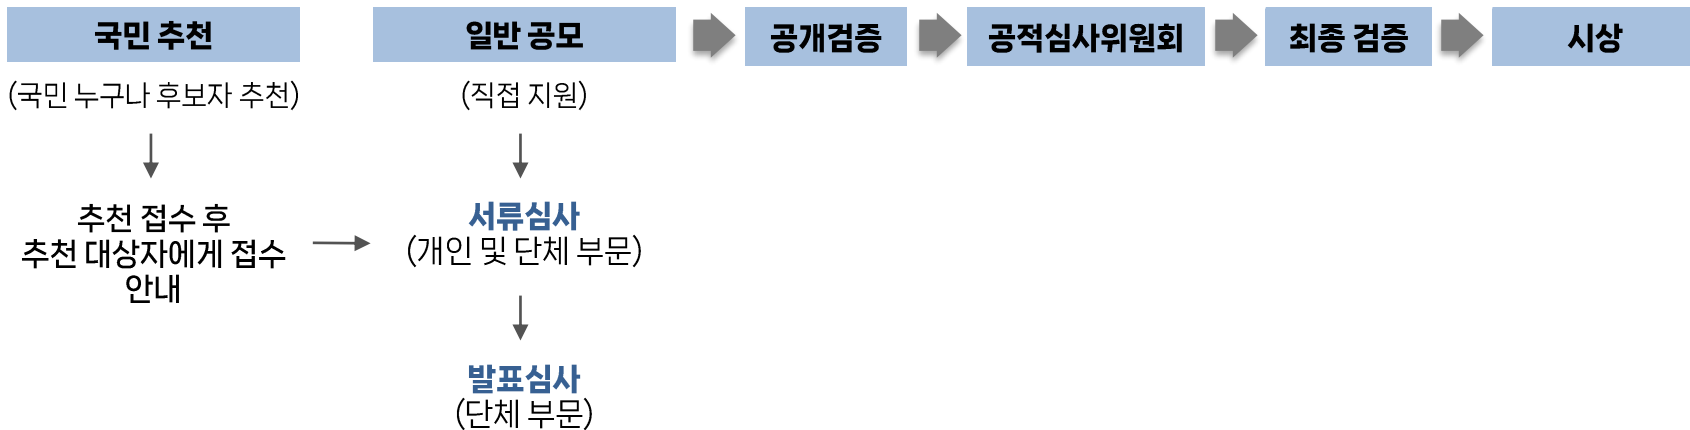 국민 추천
(국민 누구나 후보자 추천)
추천 접수 후
추천 대상자에게 접수
안내
일반 공모
(직접 지원)
서류심사
(개인 및 단체 부문)
발표심사
(단체 부문)
공개검증
공적심사위원회
최종 검증
시상